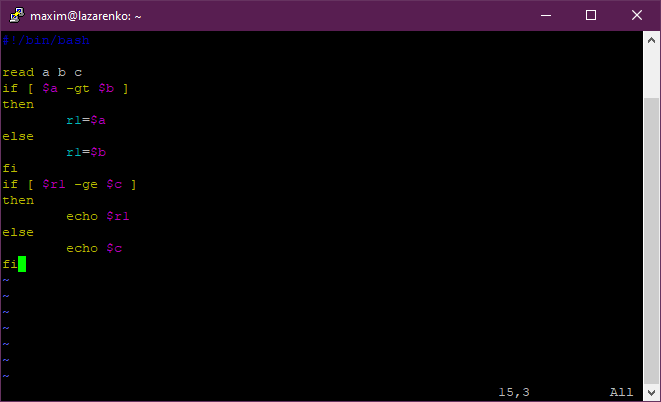 maxim@lazarenko: ~
#!/bin/bash

read a b c
if [ $a -gt $b ]
then
        r1=$a
else
        r1=$b
fi
if [ $r1 -ge $c ]
then
        echo $r1
else
        echo $c
fi
~
~
~
~
~
~
~
15,3          All